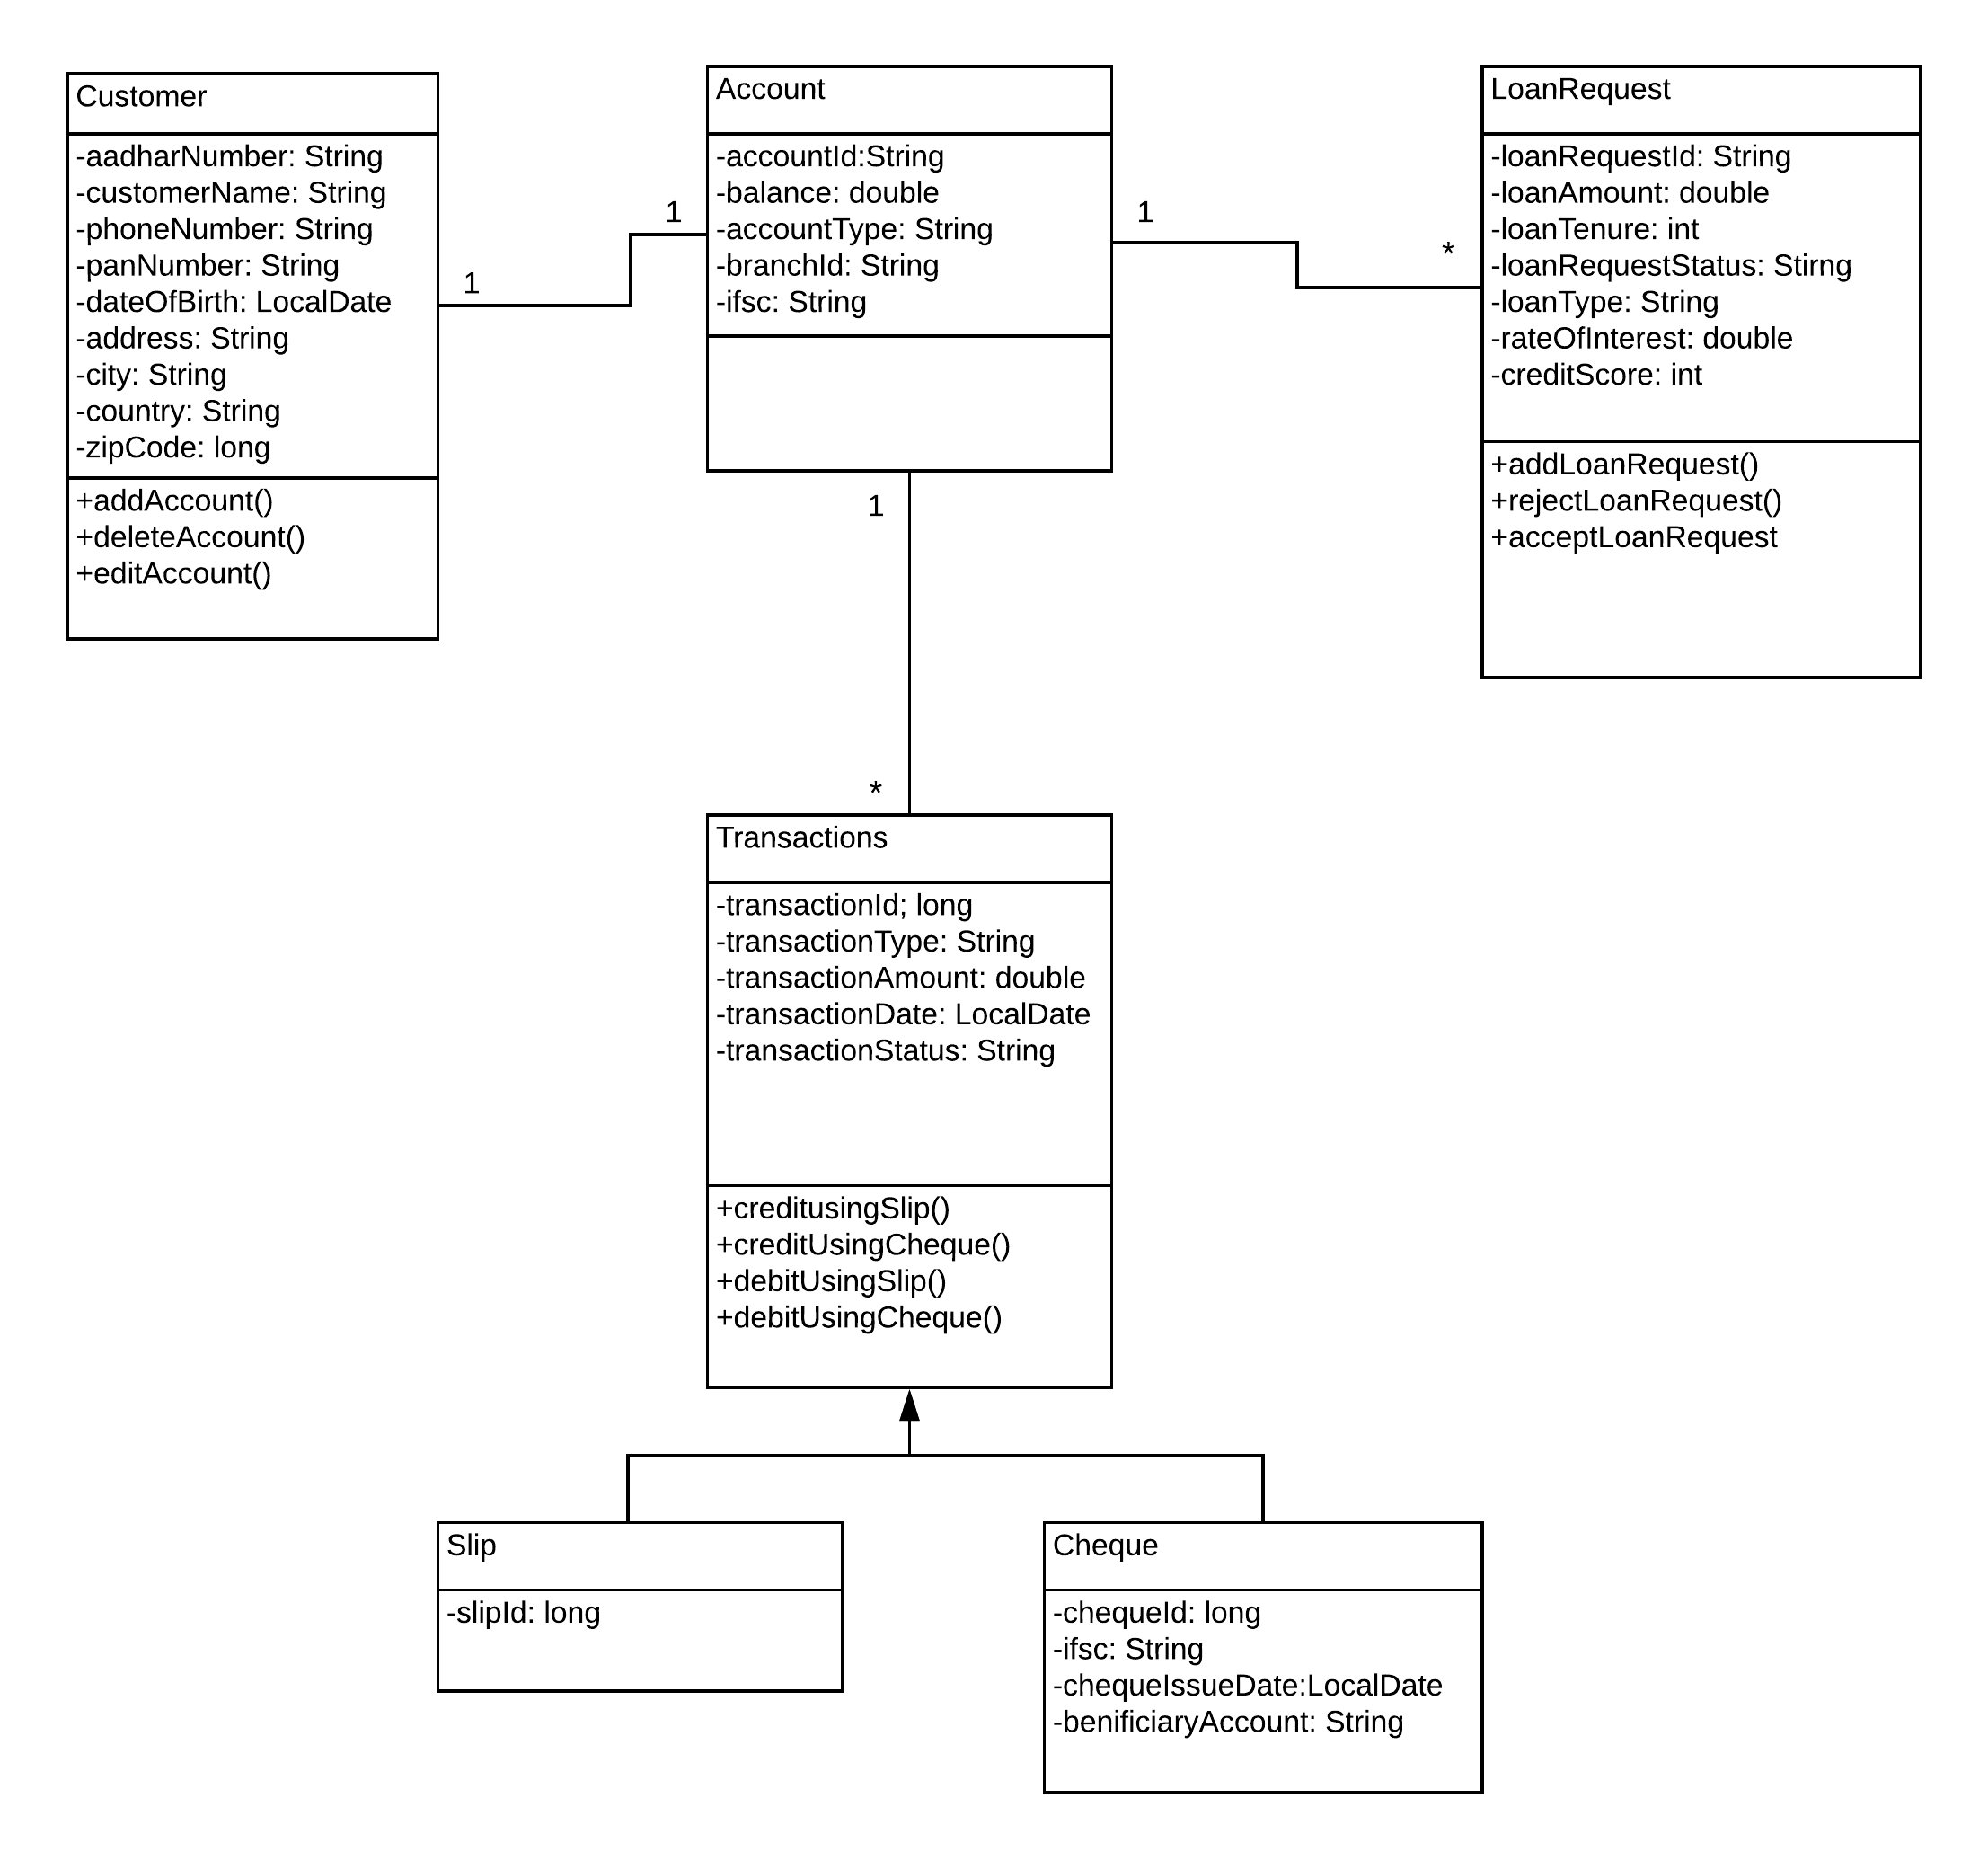 Customer
-aadharNumber: String
-customerName: String
-phoneNumber: String
-panNumber: String
-dateOfBirth: LocalDate
-address: String
-city: String
-country: String
-zipCode: long
+addAccount()
+deleteAccount()
+editAccount()
1
1
Account
-accountId:String
-balance: double
-accountType: String
-branchId: String
-ifsc: String
1
*
LoanRequest
-loanRequestId: String
-loanAmount: double
-loanTenure: int
-loanRequestStatus: Stirng
-loanType: String
-rateOfInterest: double
-creditScore: int
+addLoanRequest()
+rejectLoanRequest()
+acceptLoanRequest
1
*
Transactions
-transactionId; long
-transactionType: String
-transactionAmount: double
-transactionDate: LocalDate
-transactionStatus: String
+creditusingSlip()
+creditUsingCheque()
+debitUsingSlip()
+debitUsingCheque()
Slip
-slipId: long
Cheque
-chequeId: long
-ifsc: String
-chequeIssueDate:LocalDate
-benificiaryAccount: String